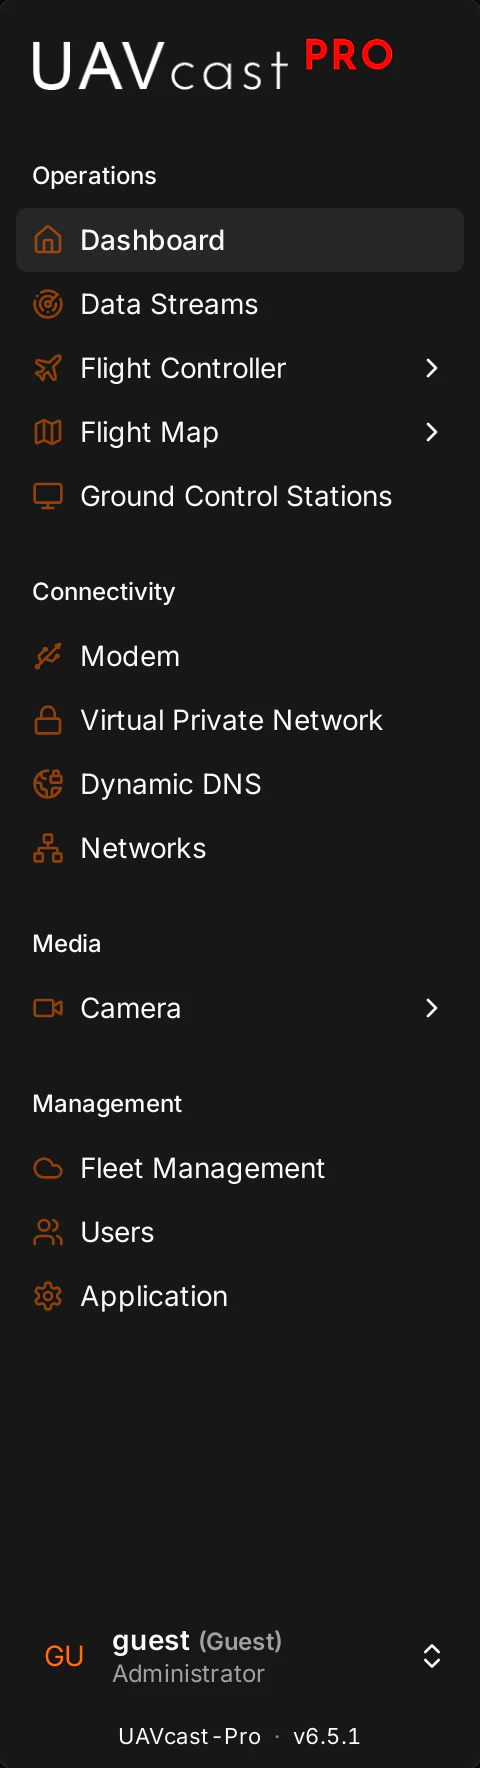 UAVcast PRO
Operations
Dashboard
Data Streams
Flight Controller
Flight Map
Ground Control Stations
Connectivity
Modem
Virtual Private Network
Dynamic DNS
Networks
Media
Camera
Management
Fleet Management
Users
Application
GU
guest (Guest)
Administrator
UAVcast-Pro · v6.5.1